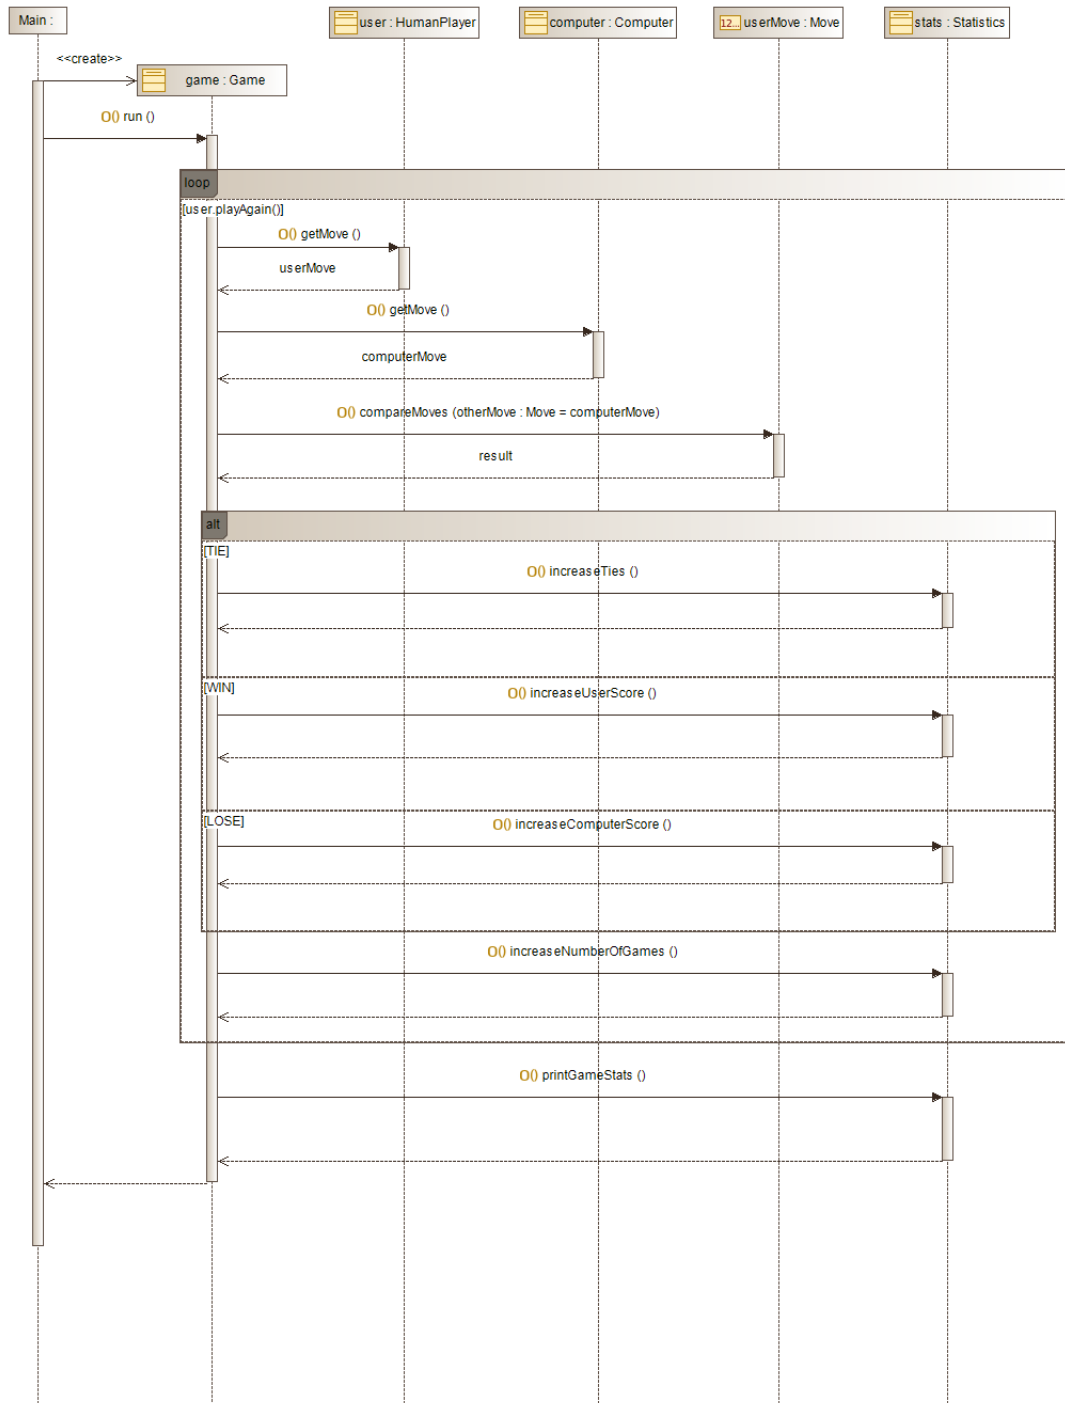 Main :
user : HumanPlayer
computer : Computer
12... userMove : Move
stats : Statistics
<<create>>
game : Game
O() run ()
loop
[user.playAgain()]
O() getMove ()
userMove
O() getMove ()
computerMove
O() compareMoves (otherMove : Move = computerMove)
result
alt
[TIE]
O() increaseTies ()
[WIN]
O() increaseUserScore ()
[LOSE]
O() increaseComputerScore ()
O() increaseNumberOfGames ()
O() printGameStats ()